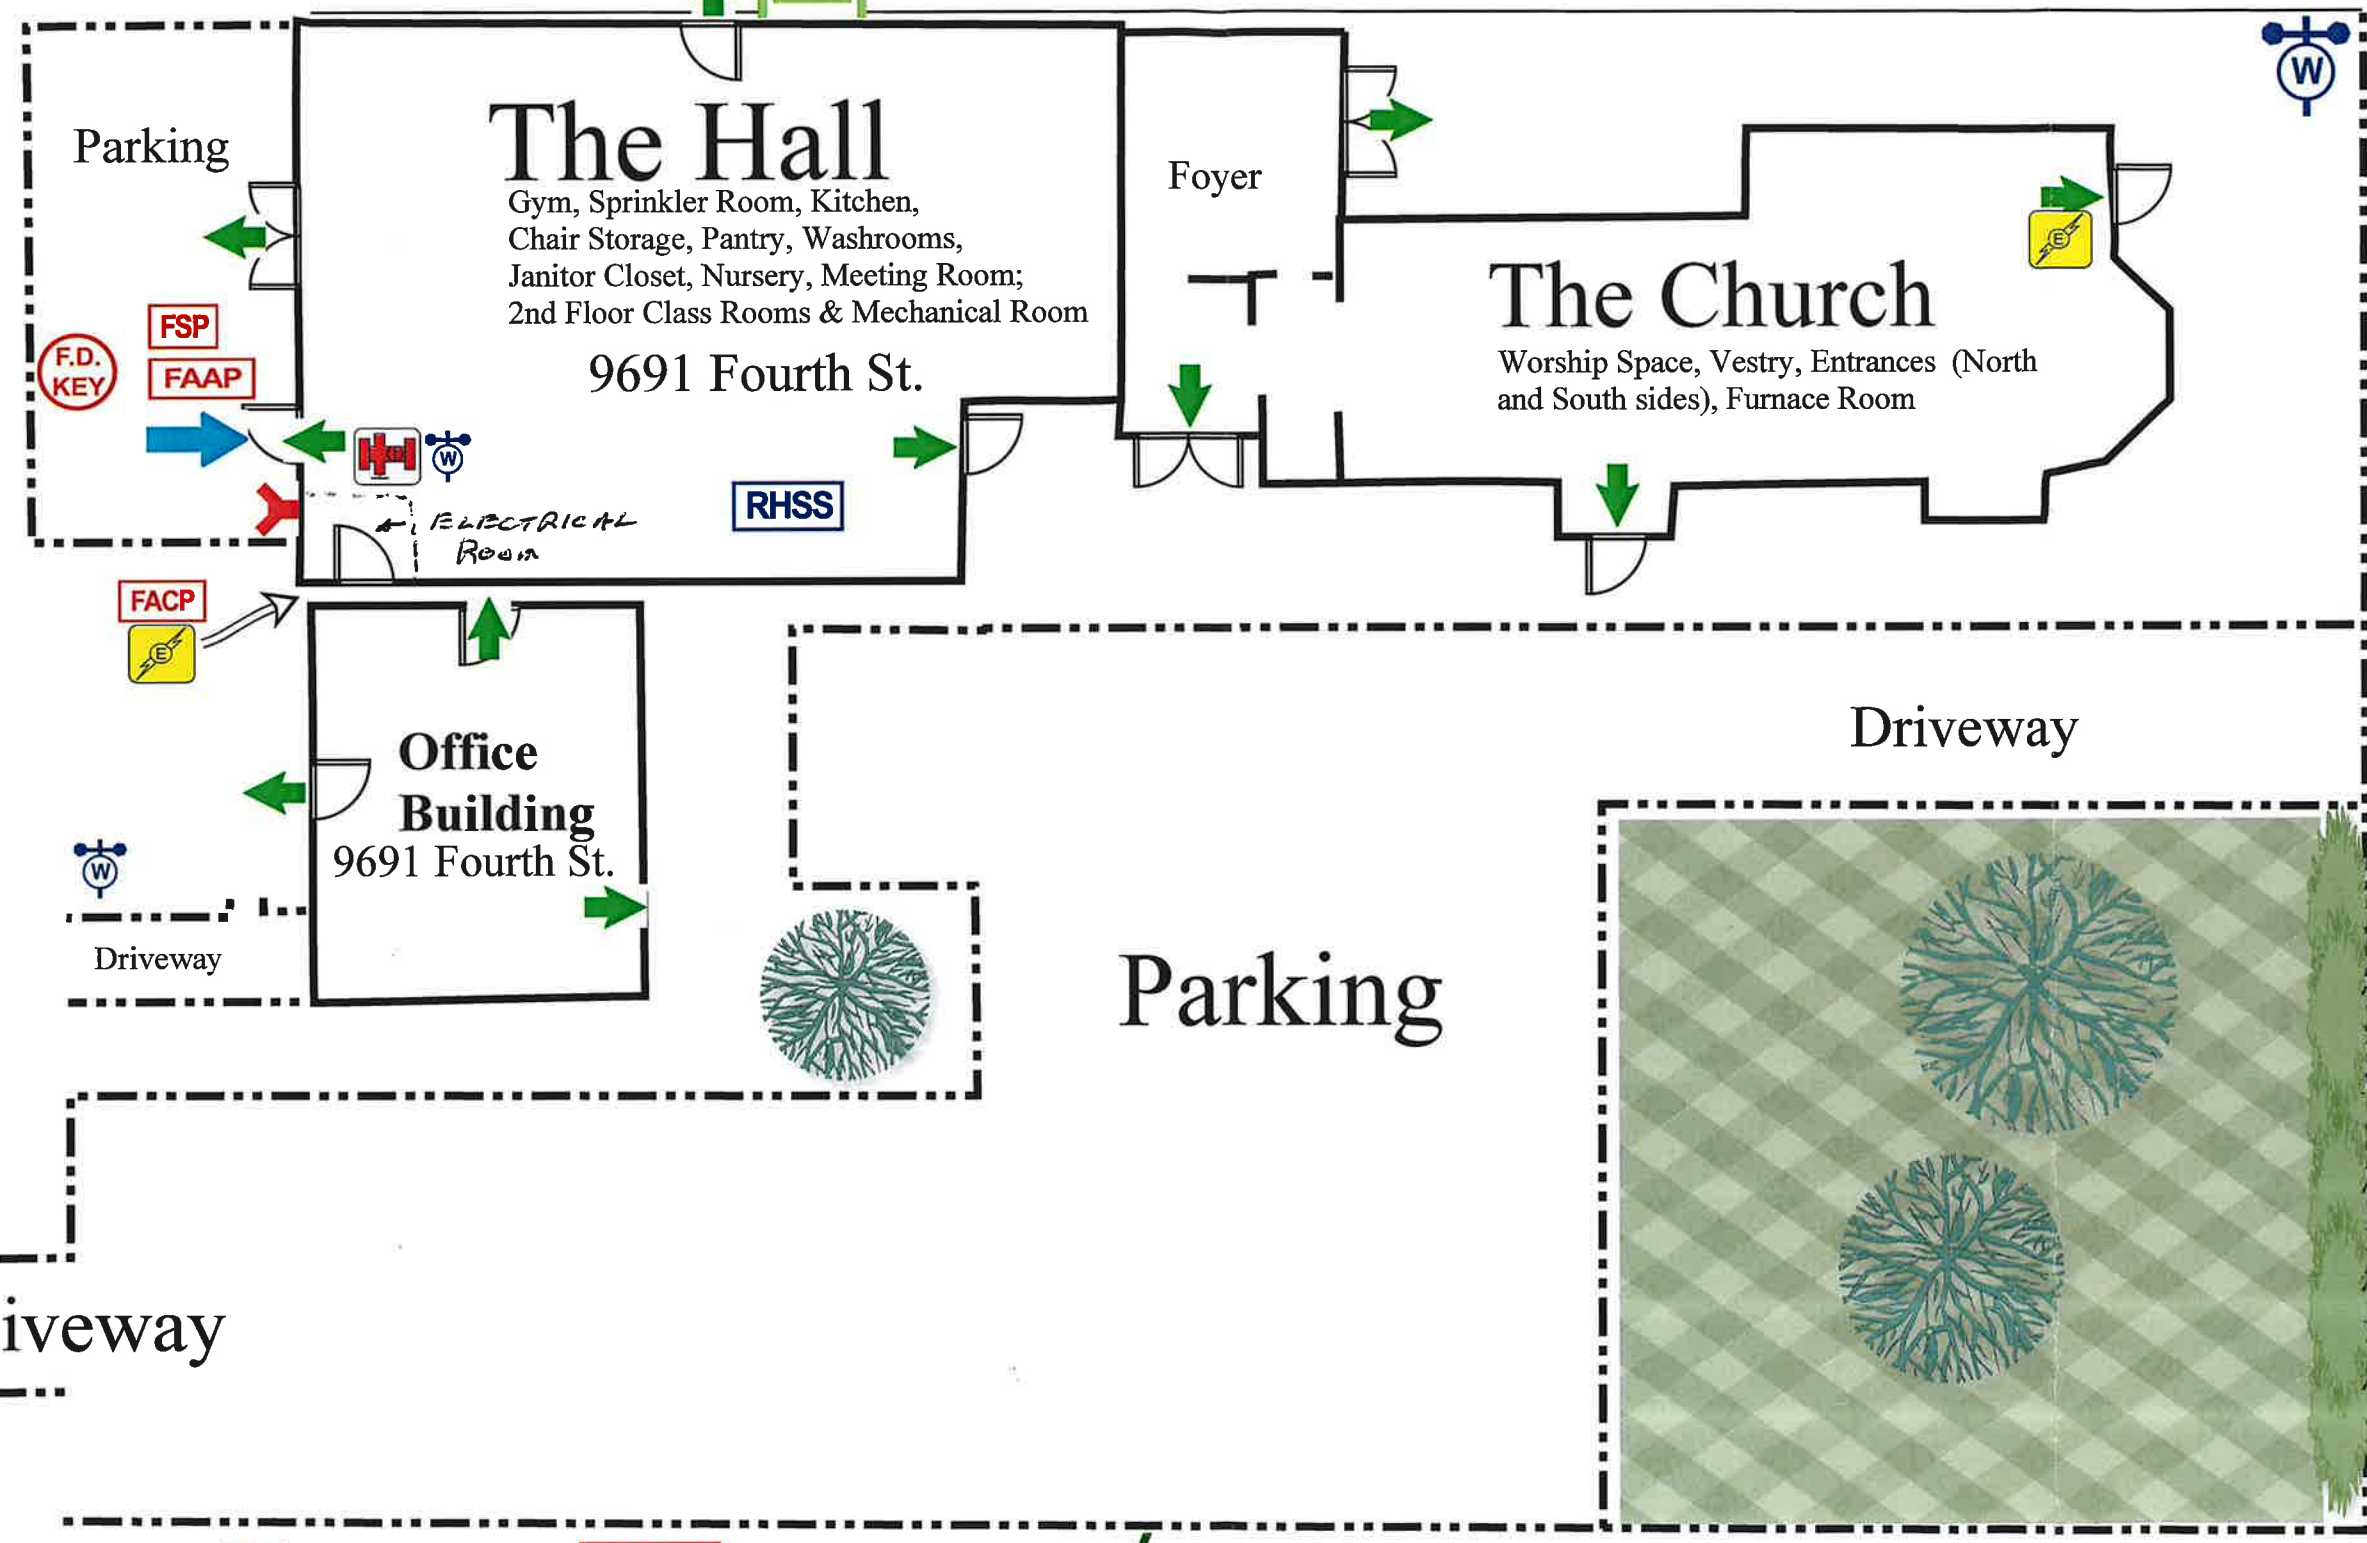 W
Parking
The Hall
Gym, Sprinkler Room, Kitchen,
Chair Storage, Pantry, Washrooms,
Janitor Closet, Nursery, Meeting Room;
2nd Floor Class Rooms & Mechanical Room
9691 Fourth St.
Foyer
The Church
Worship Space, Vestry, Entrances (North
and South sides), Furnace Room
E
FSP
F.D.
KEY
FAAP
W
RHSS
ELECTRICAL
ROOM
FACP
E
Office
Building
9691 Fourth St.
W
Driveway
Driveway
Parking
iveway